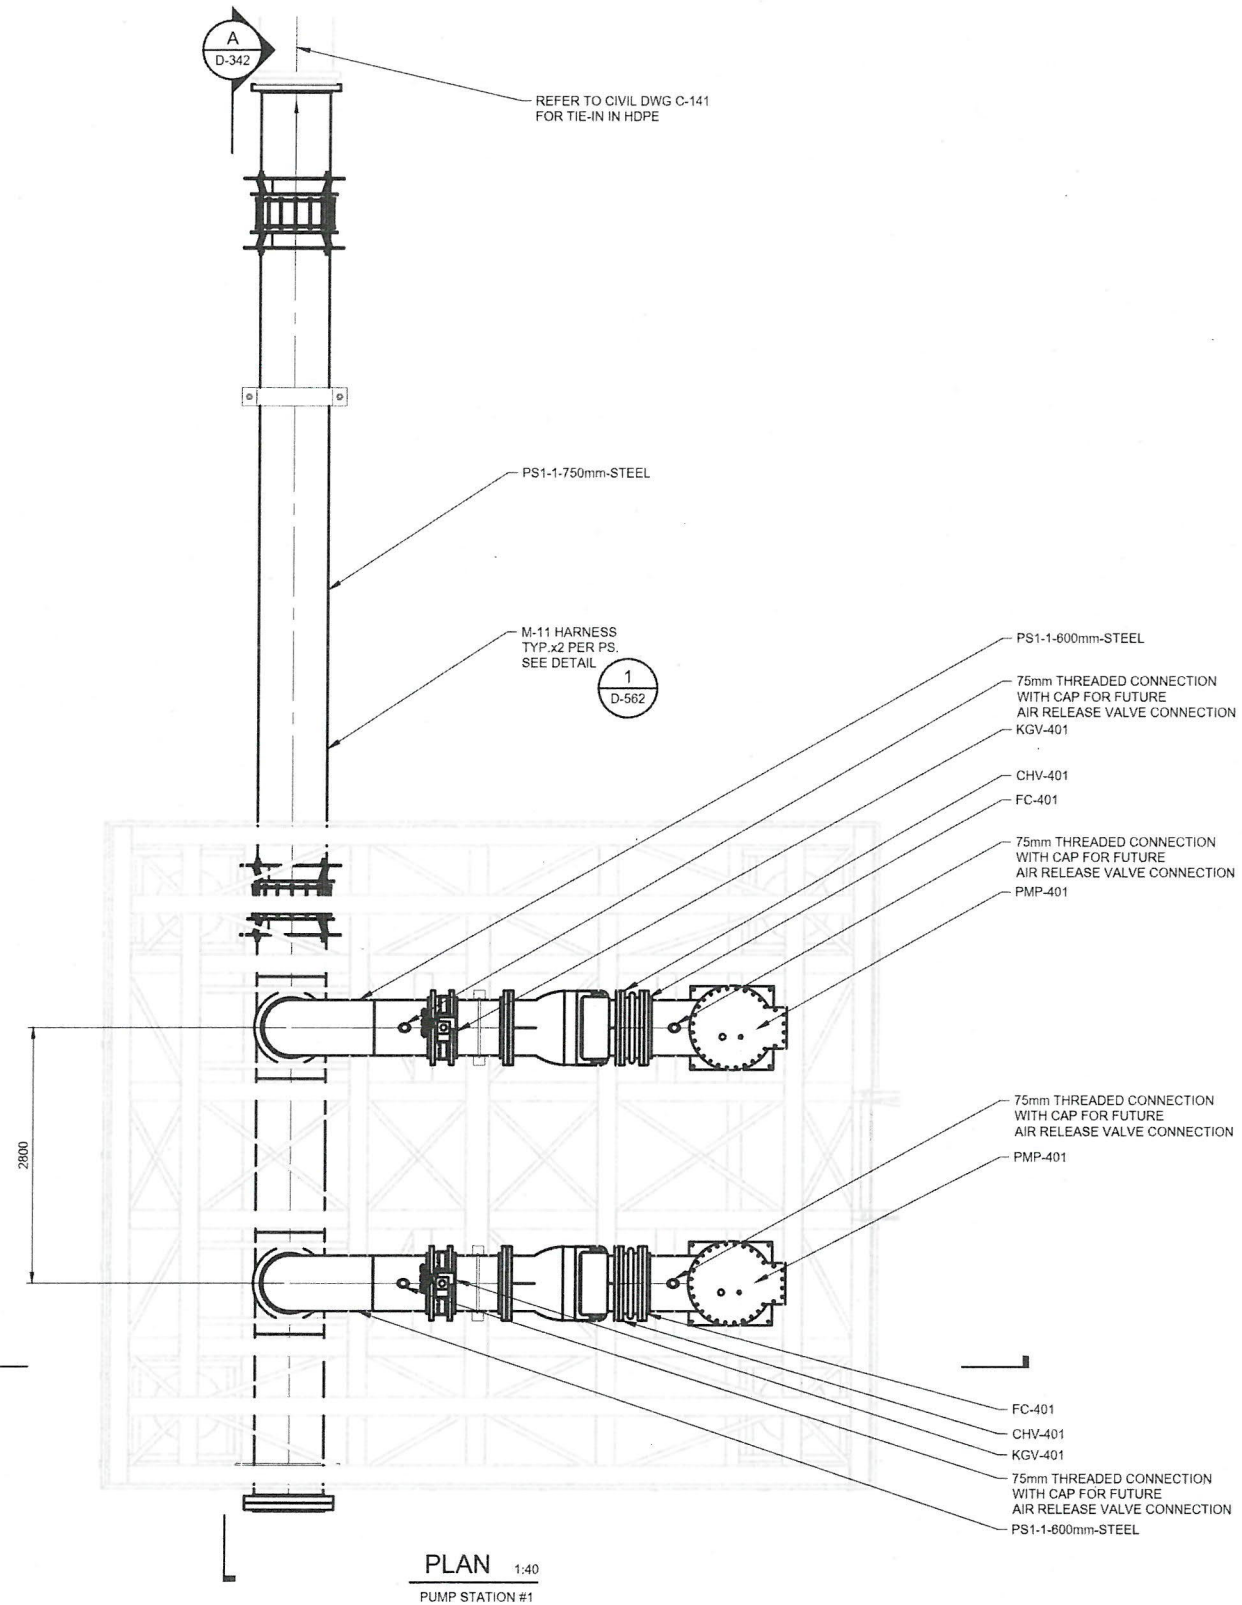 A
D-342
REFER TO CIVIL DWG C-141
FOR TIE-IN IN HDPE
PS1-1-750mm-STEEL
M-11 HARNESS
TYP.x2 PER PS.
SEE DETAIL
1
D-562
PS1-1-600mm-STEEL
75mm THREADED CONNECTION
WITH CAP FOR FUTURE
AIR RELEASE VALVE CONNECTION
KGV-401
CHV-401
FC-401
75mm THREADED CONNECTION
WITH CAP FOR FUTURE
AIR RELEASE VALVE CONNECTION
PMP-401
2800
75mm THREADED CONNECTION
WITH CAP FOR FUTURE
AIR RELEASE VALVE CONNECTION
PMP-401
FC-401
CHV-401
KGV-401
75mm THREADED CONNECTION
WITH CAP FOR FUTURE
AIR RELEASE VALVE CONNECTION
PS1-1-600mm-STEEL
PLAN 1:40
PUMP STATION #1